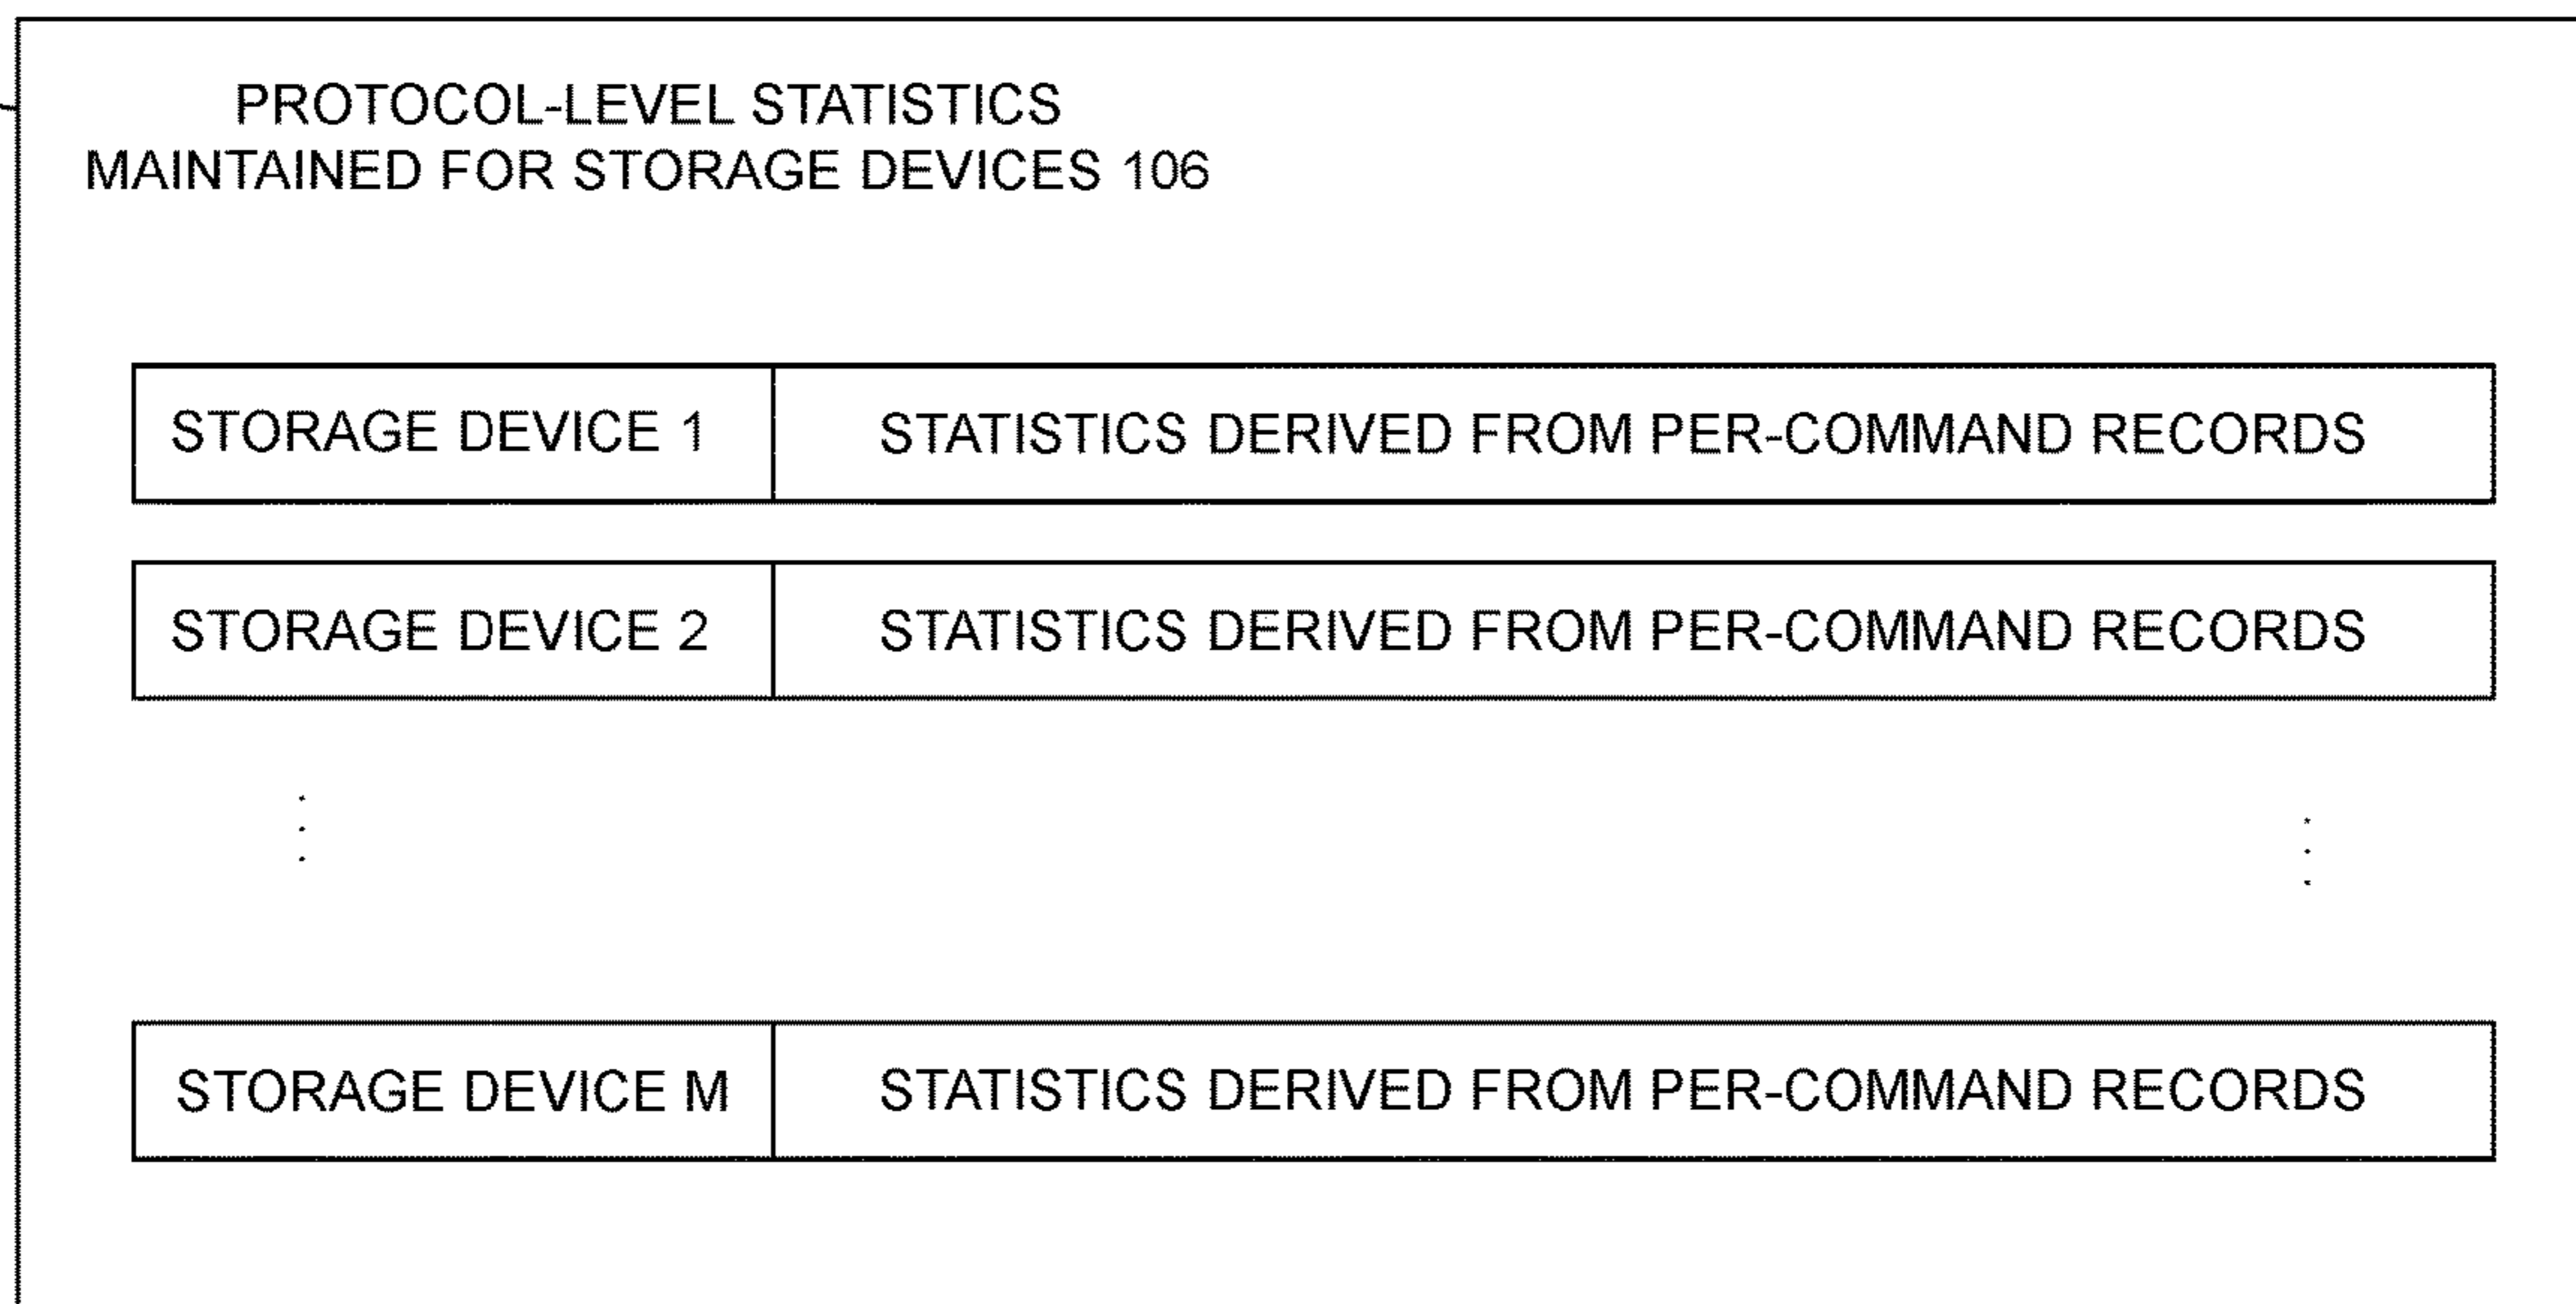 PROTOCOL-LEVEL STATISTICS
MAINTAINED FOR STORAGE DEVICES 106
STORAGE DEVICE 1 STATISTICS DERIVED FROM PER-COMMAND RECORDS
STORAGE DEVICE 2 STATISTICS DERIVED FROM PER-COMMAND RECORDS
STORAGE DEVICE M STATISTICS DERIVED FROM PER-COMMAND RECORDS